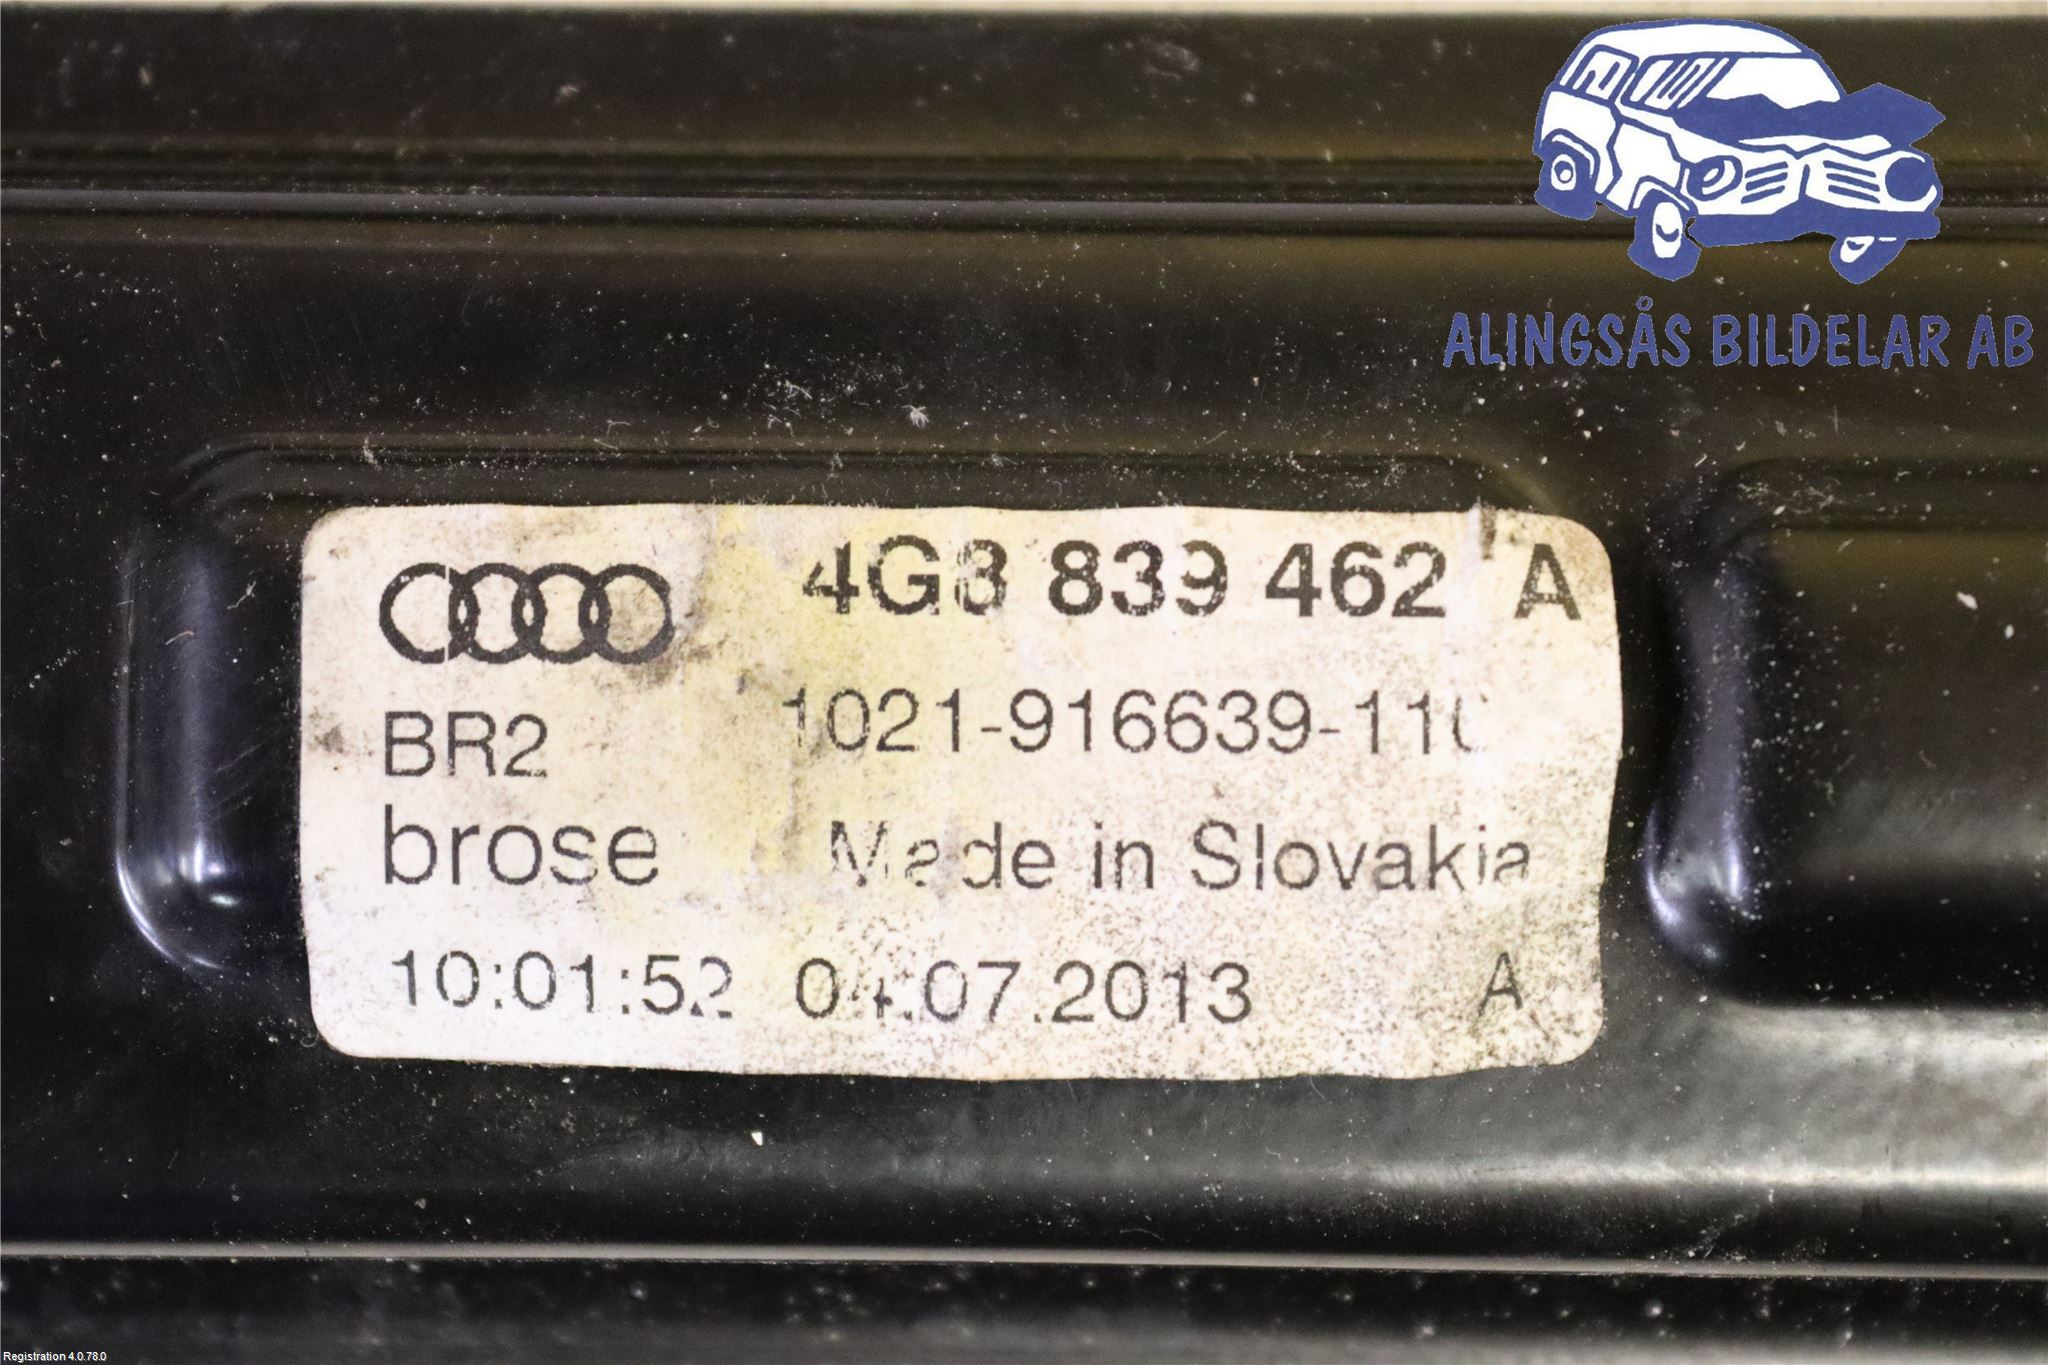 ALINGSÅS BILDELAR AB
4G8 839 462 A
BR2 1021-916639-110
brose Made in Slovakia
10:01:52 04.07.2013 A
Registration 4.0.78.0